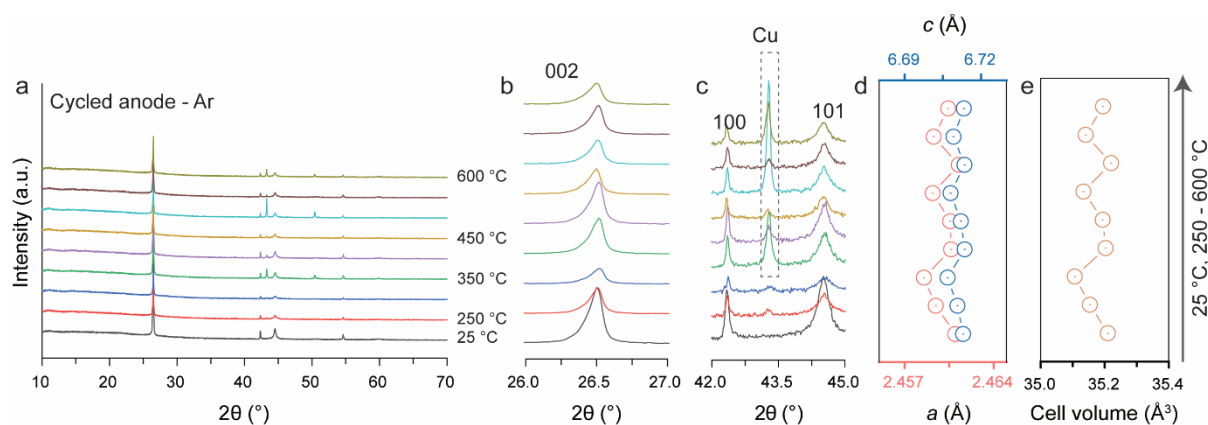 c (Å)
6.69 6.72
Cu
a b c d e
Cycled anode - Ar
002
100 101
600 °C
450 °C
350 °C
250 °C
25 °C
Intensity (a.u.)
25 °C, 250 - 600 °C
10 20 30 40 50 60 70
2θ (°)
26.0 26.5 27.0
2θ (°)
42.0 43.5 45.0
2θ (°)
2.457 2.464
a (Å)
35.0 35.2 35.4
Cell volume (Å³)